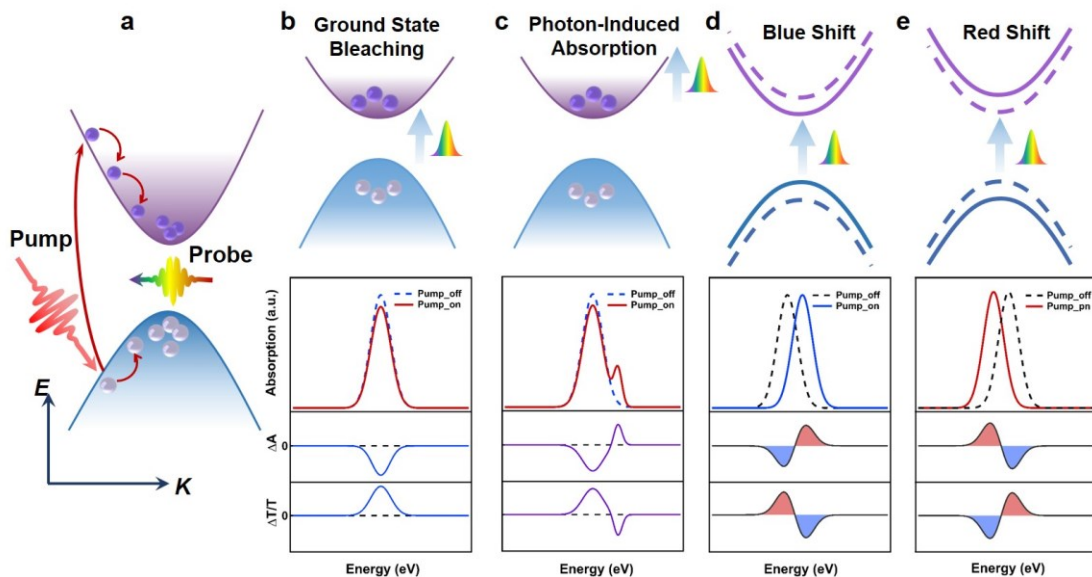 a
Pump
Probe
E
K
b
Ground State
Bleaching
Absorption (a.u.)
Pump_off
Pump_on
ΔA
0
ΔT/T
0
Energy (eV)
c
Photon-Induced
Absorption
Pump_off
Pump_on
Energy (eV)
d
Blue Shift
Pump_off
Pump_on
Energy (eV)
e
Red Shift
Pump_off
Pump_pn
Energy (eV)